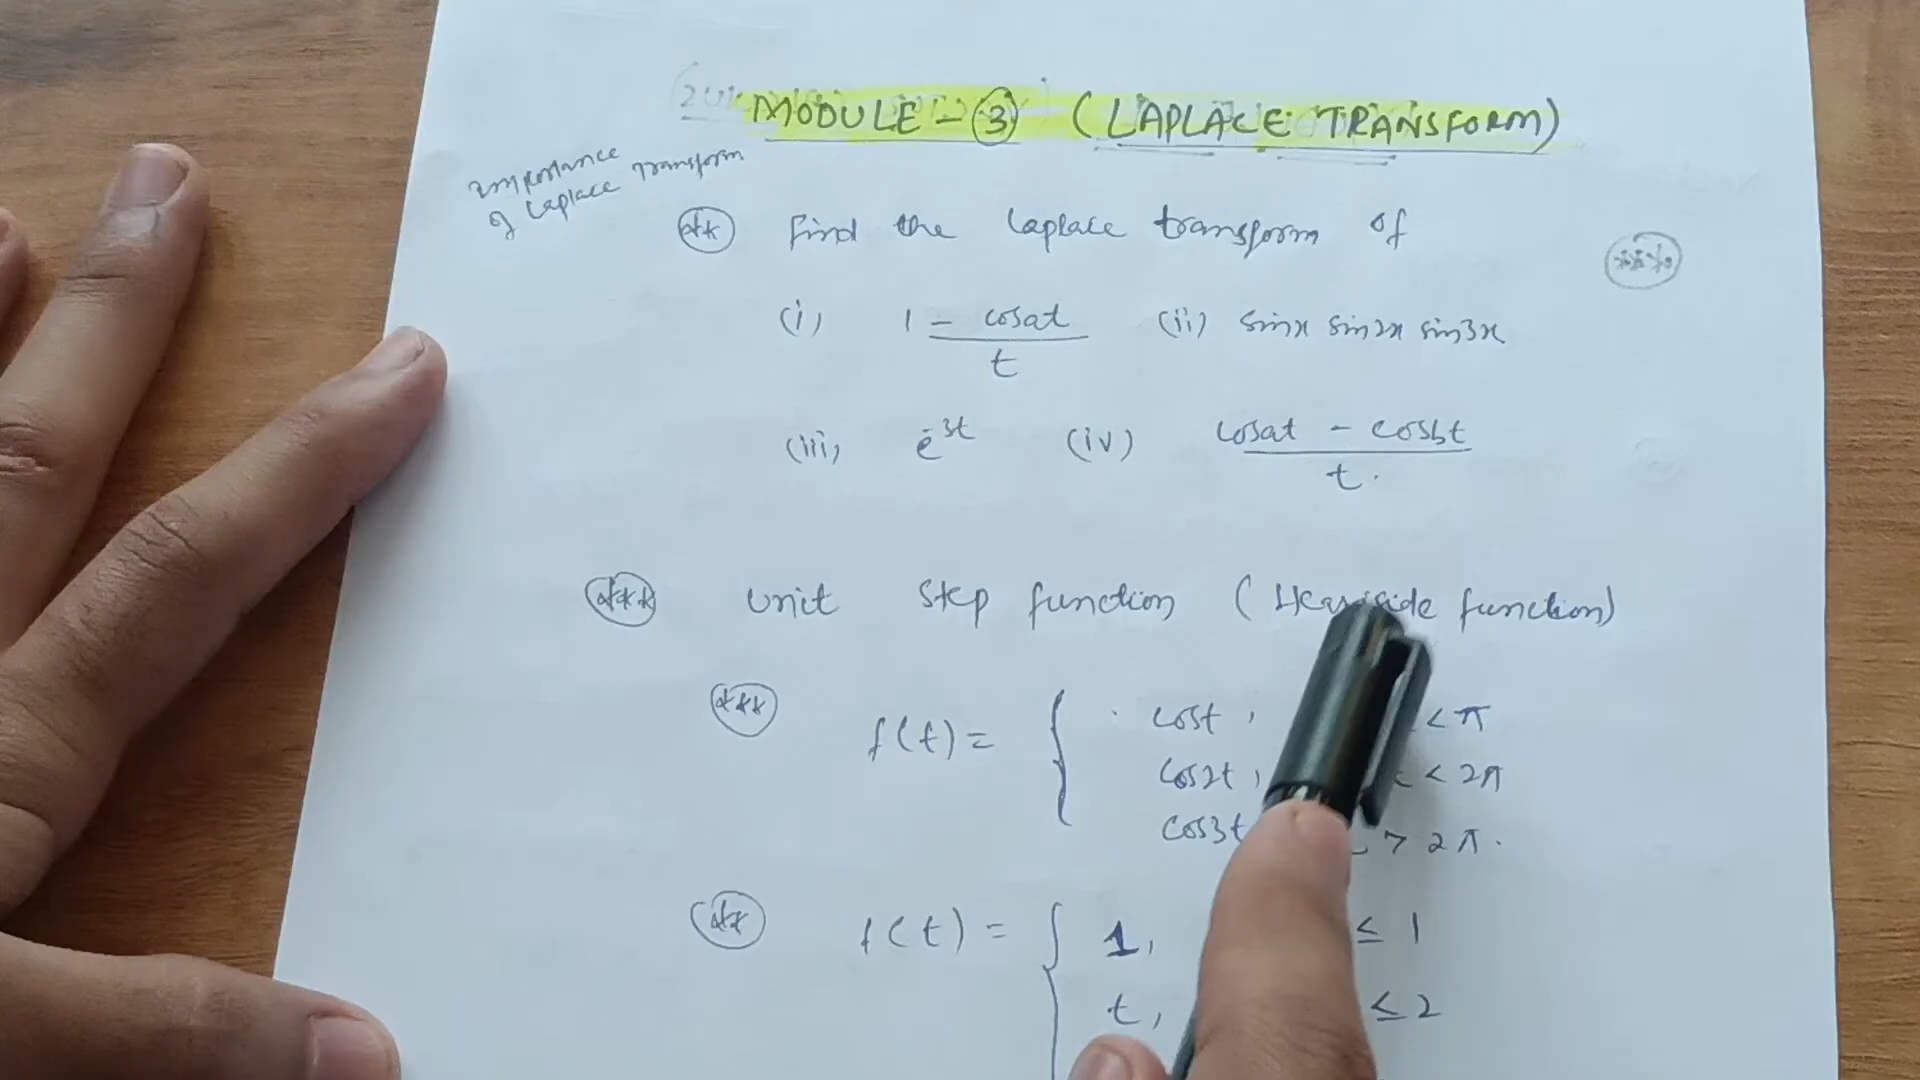 MODULE - ③ (LAPLACE TRANSFORM)
importance
of Laplace Transform
** Find the laplace transform of ***
(i) 1 - cosat / t (ii) sinx sin2x sin3x
(iii) e^-3t (iv) cosat - cosbt / t.
*** Unit Step function ( function)
*** f(t) = { cost, < π
cos2t, < 2π
cos3t > 2π.
** f(t) = { 1, ≤ 1
t, ≤ 2